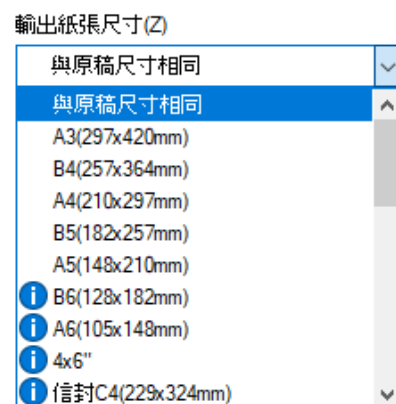 輸出紙張尺寸(Z)
與原稿尺寸相同
與原稿尺寸相同
A3(297x420mm)
B4(257x364mm)
A4(210x297mm)
B5(182x257mm)
A5(148x210mm)
B6(128x182mm)
A6(105x148mm)
4x6"
信封C4(229x324mm)